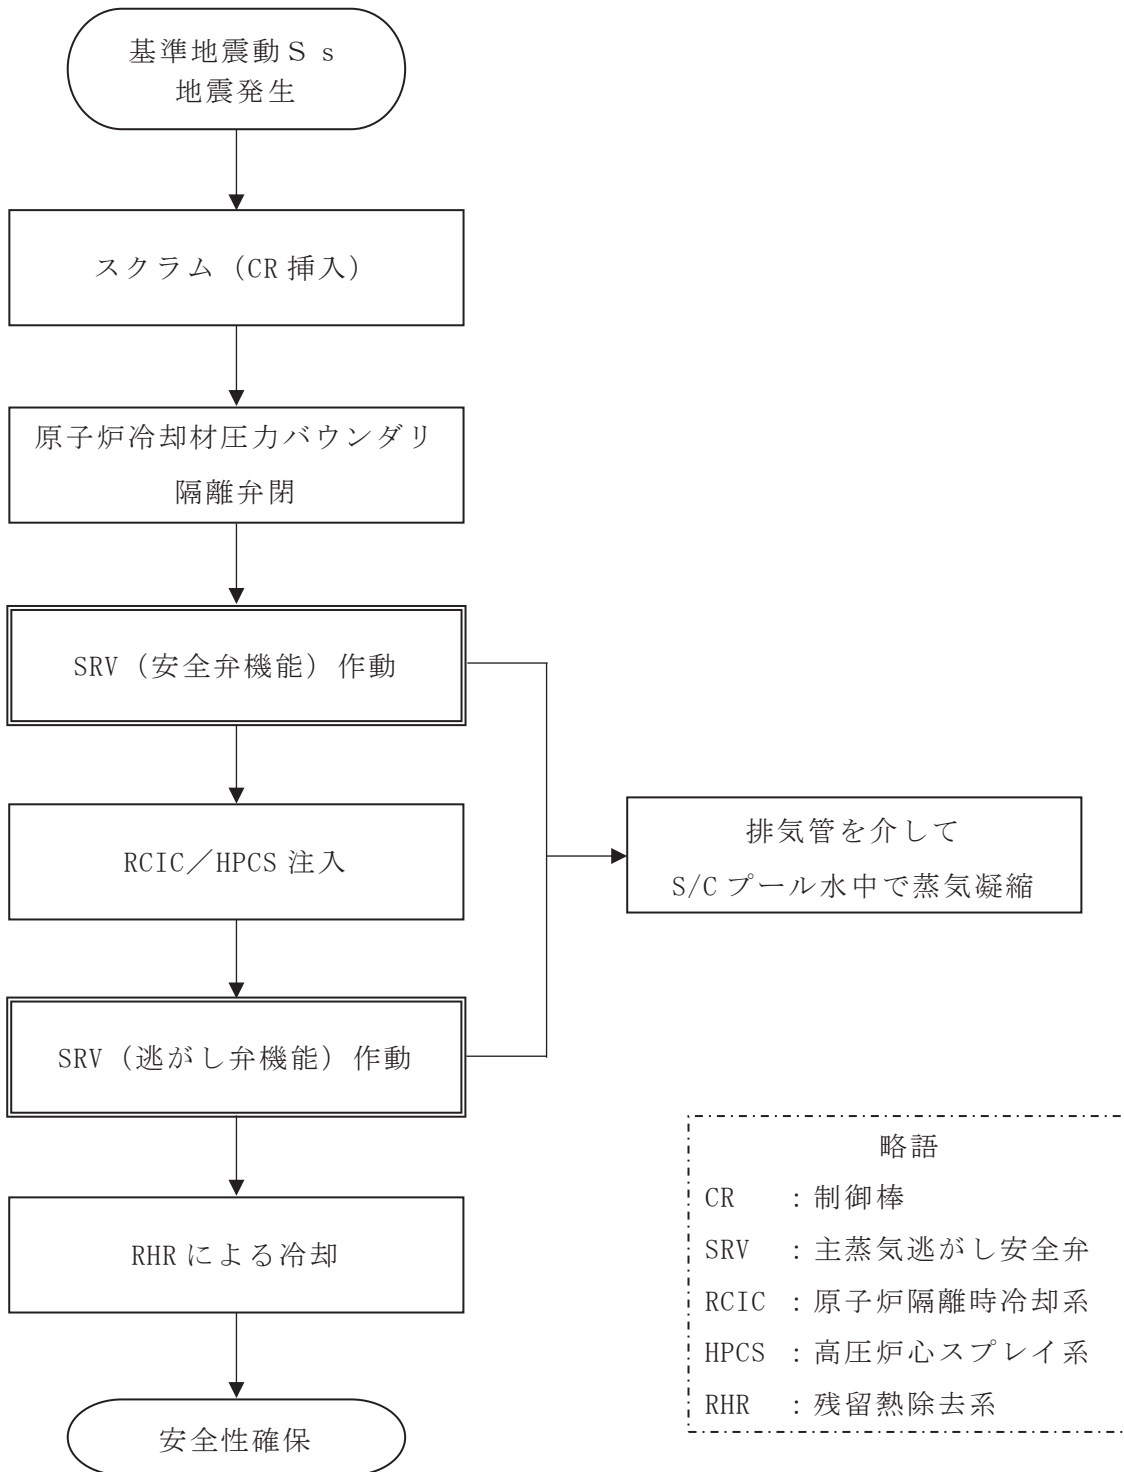 基準地震動Ｓｓ
地震発生
スクラム（CR 挿入）
原子炉冷却材圧力バウンダリ
隔離弁閉
SRV（安全弁機能）作動
RCIC／HPCS 注入
排気管を介して
S/C プール水中で蒸気凝縮
SRV（逃がし弁機能）作動
RHR による冷却
安全性確保
略語
CR ：制御棒
SRV ：主蒸気逃がし安全弁
RCIC ：原子炉隔離時冷却系
HPCS ：高圧炉心スプレイ系
RHR ：残留熱除去系